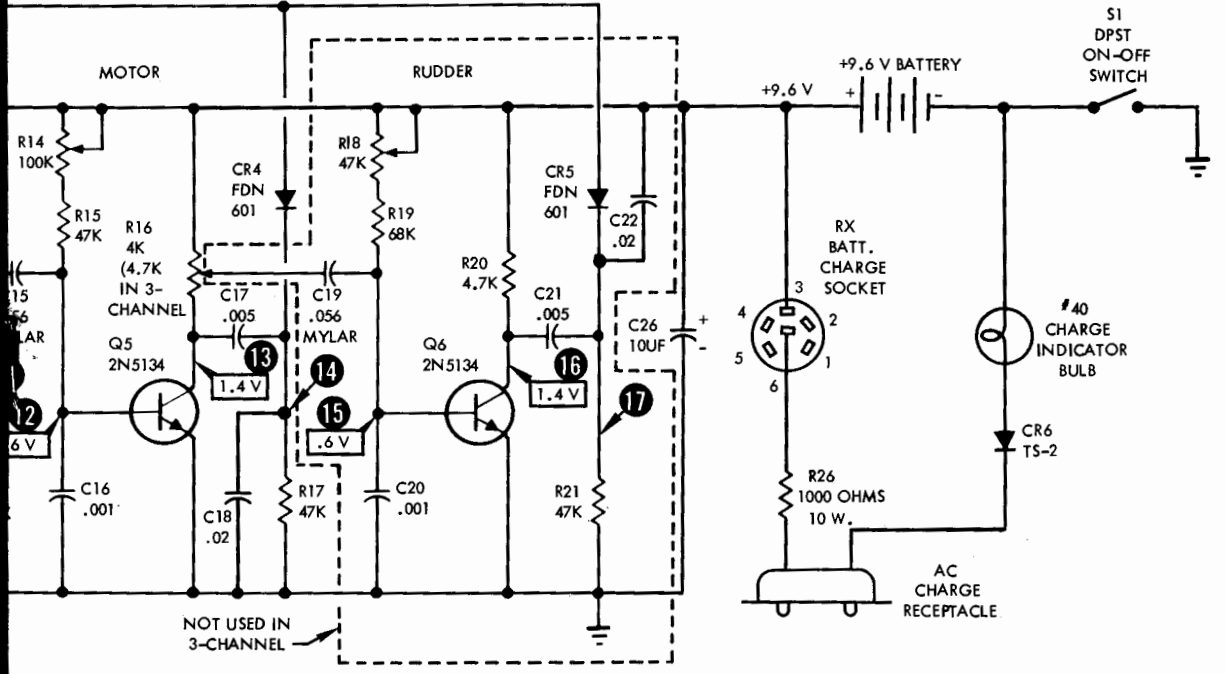 MOTOR
RUDDER
S1
DPST
ON-OFF
SWITCH
+9.6 V BATTERY
+9.6 V
+
-
R14
100K
R15
47K
R16
4K
(4.7K
IN 3-
CHANNEL
CR4
FDN
601
R18
47K
R19
68K
CR5
FDN
601
C22
.02
RX
BATT.
CHARGE
SOCKET
3
4
2
5
1
6
#40
CHARGE
INDICATOR
BULB
C17
.005
C19
.056
MYLAR
R20
4.7K
C21
.005
C26
10UF
+
-
15
56
LAR
Q5
2N5134
13
1.4 V
14
Q6
2N5134
16
1.4 V
12
6 V
15
.6 V
17
CR6
TS-2
C16
.001
C18
.02
R17
47K
C20
.001
R21
47K
R26
1000 OHMS
10 W.
AC
CHARGE
RECEPTACLE
NOT USED IN
3-CHANNEL